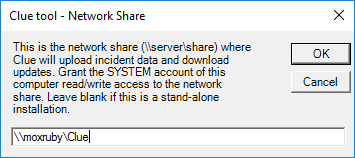 Clue tool - Network Share
This is the network share (\\server\share) where
Clue will upload incident data and download
updates. Grant the SYSTEM account of this
computer read/write access to the network
share. Leave blank if this is a stand-alone
installation.
OK
Cancel
\\moxruby\Clue